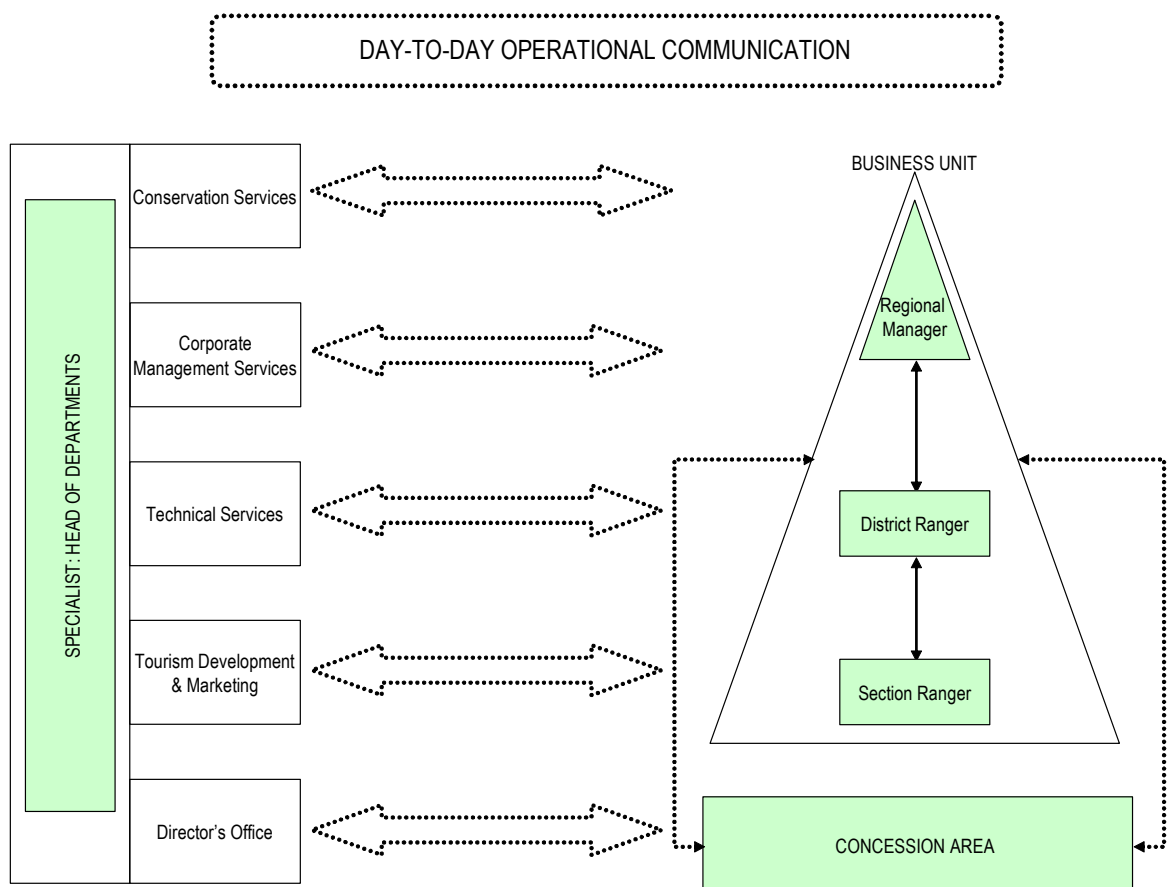 DAY-TO-DAY OPERATIONAL COMMUNICATION
SPECIALIST: HEAD OF DEPARTMENTS
Conservation Services
Corporate
Management Services
Technical Services
Tourism Development
& Marketing
Director's Office
BUSINESS UNIT
Regional
Manager
District Ranger
Section Ranger
CONCESSION AREA